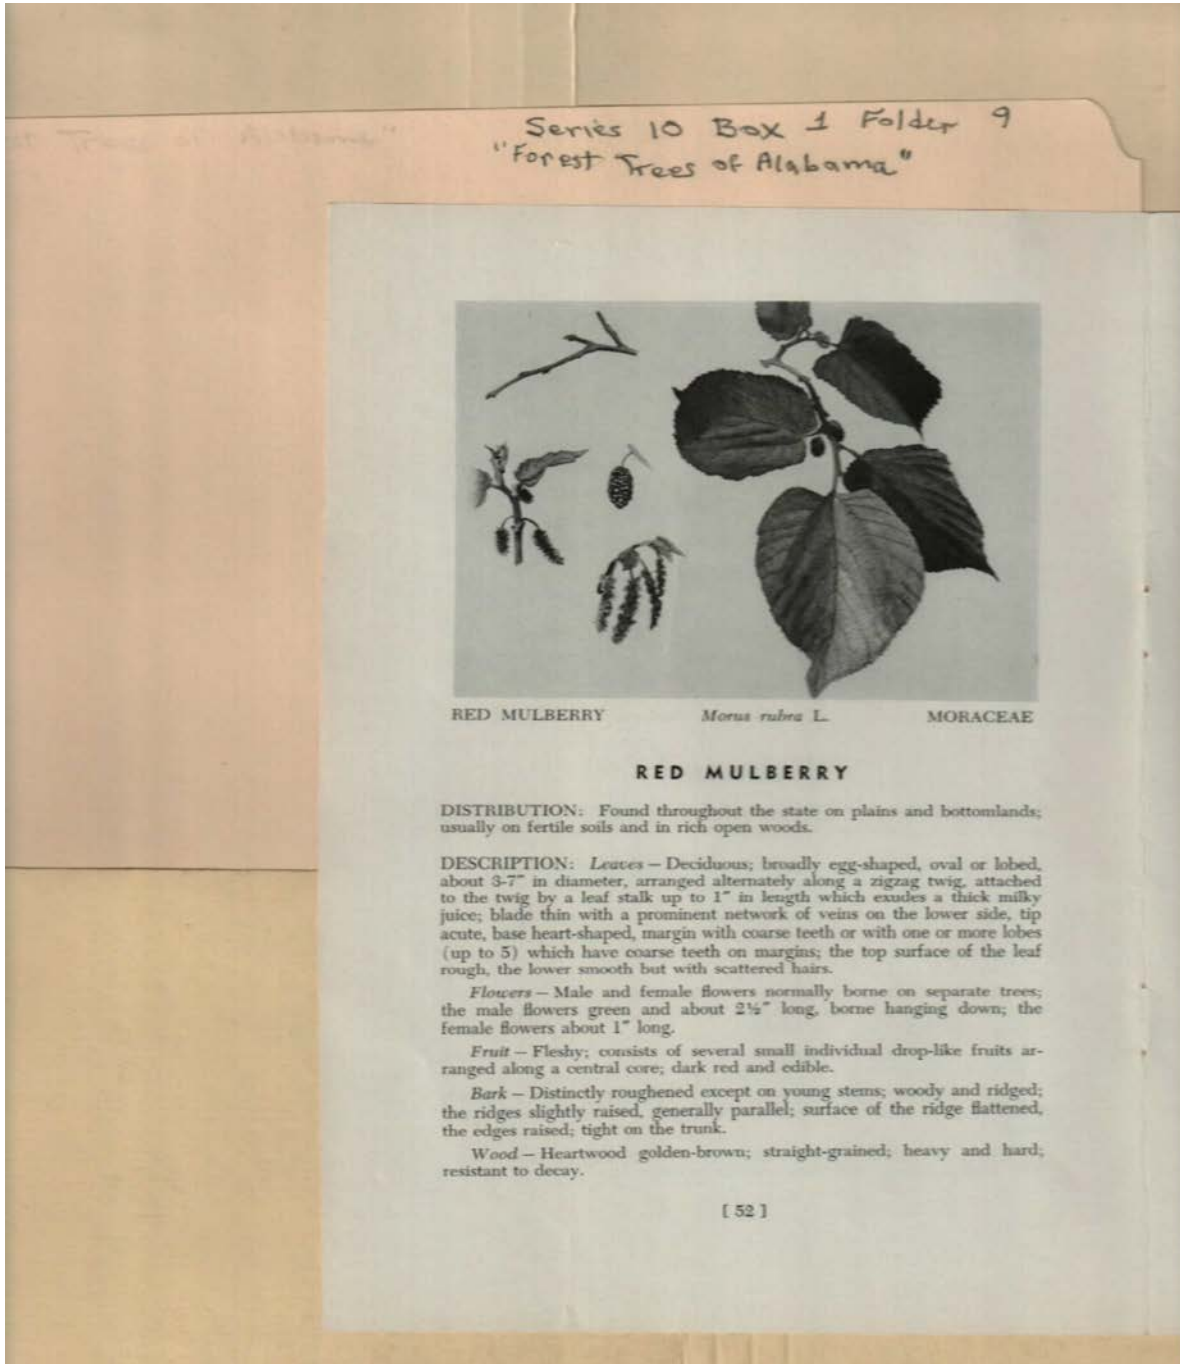 Series 10 Box 1 Folder 9
"Forest Trees of Alabama"
RED MULBERRY Morus rubra L. MORACEAE
RED MULBERRY
DISTRIBUTION: Found throughout the state on plains and bottomlands;
usually on fertile soils and in rich open woods.
DESCRIPTION: Leaves – Deciduous; broadly egg-shaped, oval or lobed,
about 3-7" in diameter, arranged alternately along a zigzag twig, attached
to the twig by a leaf stalk up to 1" in length which exudes a thick milky
juice; blade thin with a prominent network of veins on the lower side, tip
acute, base heart-shaped, margin with coarse teeth or with one or more lobes
(up to 5) which have coarse teeth on margins; the top surface of the leaf
rough, the lower smooth but with scattered hairs.
Flowers – Male and female flowers normally borne on separate trees;
the male flowers green and about 2½" long, borne hanging down; the
female flowers about 1" long.
Fruit – Fleshy; consists of several small individual drop-like fruits ar-
ranged along a central core; dark red and edible.
Bark – Distinctly roughened except on young stems; woody and ridged;
the ridges slightly raised, generally parallel; surface of the ridge flattened,
the edges raised; tight on the trunk.
Wood – Heartwood golden-brown; straight-grained; heavy and hard;
resistant to decay.
[ 52 ]